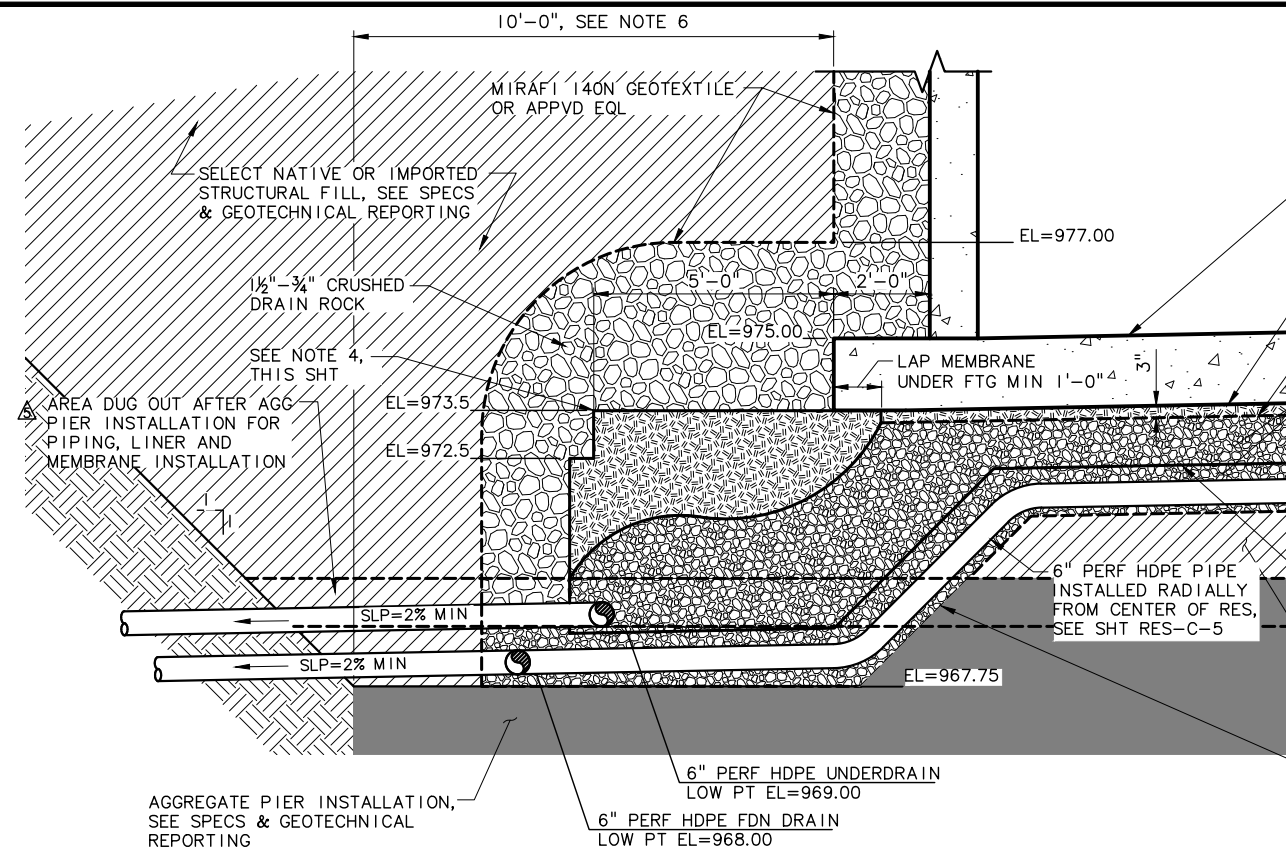 10'-0", SEE NOTE 6
MIRAFI 140N GEOTEXTILE
OR APPVD EQL
SELECT NATIVE OR IMPORTED
STRUCTURAL FILL, SEE SPECS
& GEOTECHNICAL REPORTING
EL=977.00
1½"-¾" CRUSHED
DRAIN ROCK
5'-0"
2'-0"
EL=975.00
SEE NOTE 4,
THIS SHT
LAP MEMBRANE
UNDER FTG MIN 1'-0"
3"
EL=973.5
5
AREA DUG OUT AFTER AGG
PIER INSTALLATION FOR
PIPING, LINER AND
MEMBRANE INSTALLATION
EL=972.5
1
1
6" PERF HDPE PIPE
INSTALLED RADIALLY
FROM CENTER OF RES,
SEE SHT RES-C-5
SLP=2% MIN
SLP=2% MIN
EL=967.75
6" PERF HDPE UNDERDRAIN
LOW PT EL=969.00
AGGREGATE PIER INSTALLATION,
SEE SPECS & GEOTECHNICAL
REPORTING
6" PERF HDPE FDN DRAIN
LOW PT EL=968.00